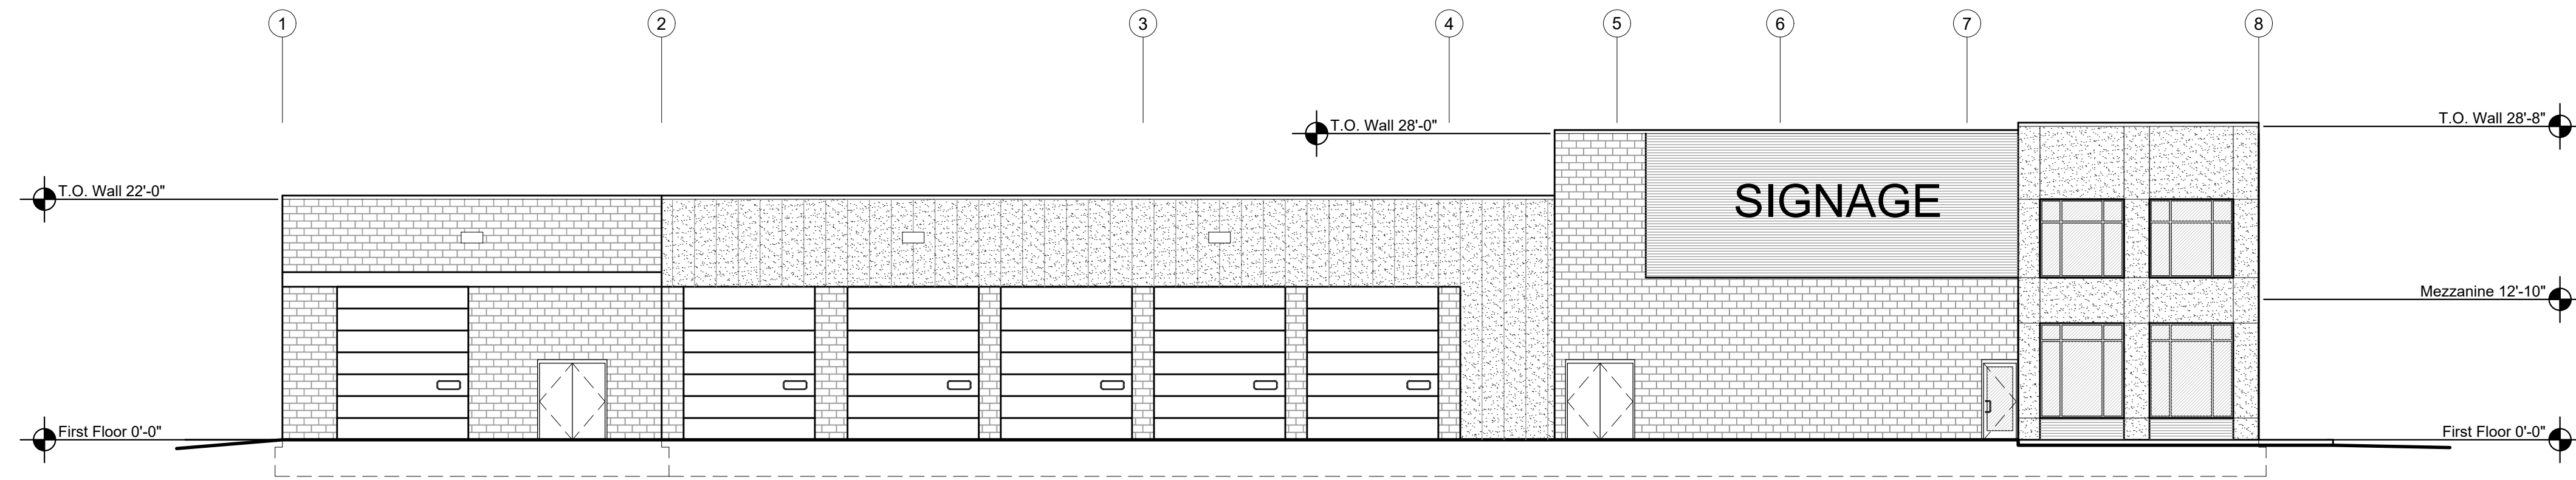 1 2 3 4 5 6 7 8
T.O. Wall 28'-0"
T.O. Wall 28'-8"
T.O. Wall 22'-0"
SIGNAGE
Mezzanine 12'-10"
First Floor 0'-0"
First Floor 0'-0"